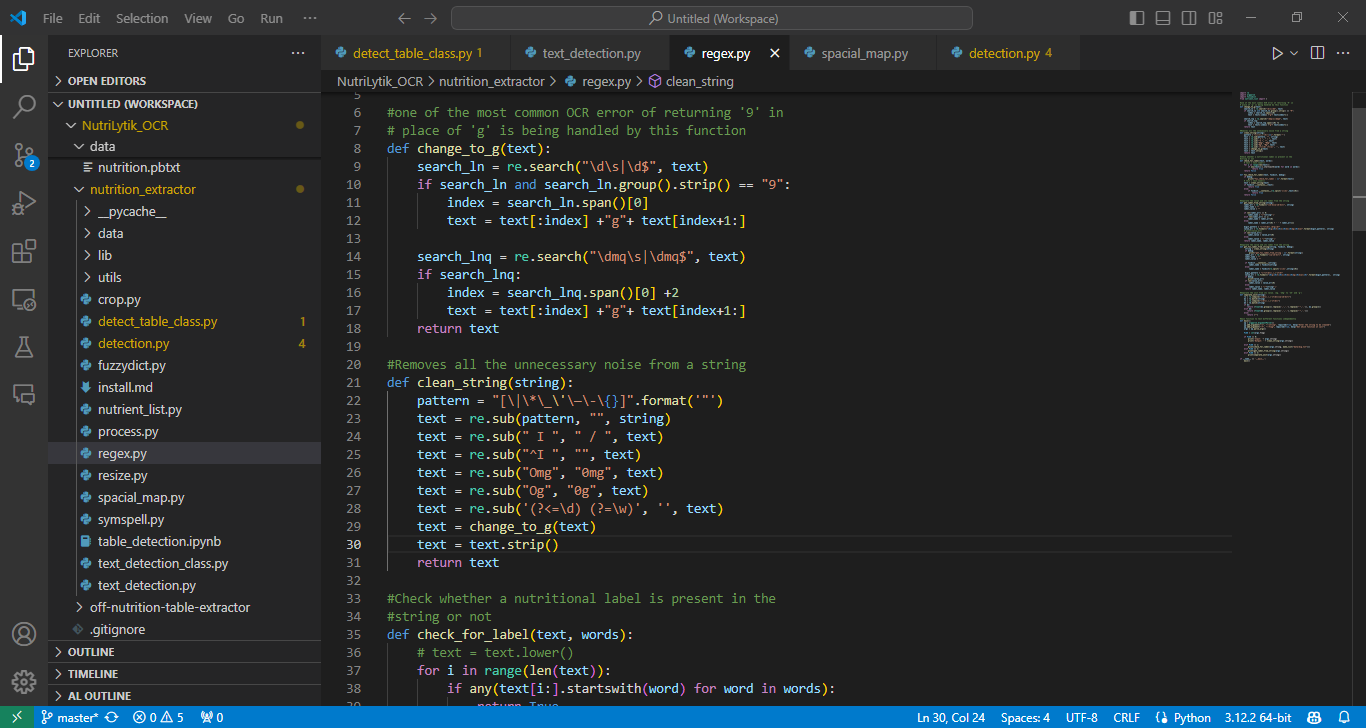 File Edit Selection View Go Run ··· Untitled (Workspace)
EXPLORER ···
OPEN EDITORS
UNTITLED (WORKSPACE)
NutriLytik_OCR
data
nutrition.pbtxt
nutrition_extractor
__pycache__
data
lib
utils
crop.py
detect_table_class.py 1
detection.py 4
fuzzydict.py
install.md
nutrient_list.py
process.py
regex.py
resize.py
spacial_map.py
symspell.py
table_detection.ipynb
text_detection_class.py
text_detection.py
off-nutrition-table-extractor
.gitignore
OUTLINE
TIMELINE
AL OUTLINE
2
detect_table_class.py 1 text_detection.py regex.py spacial_map.py detection.py 4
NutriLytik_OCR > nutrition_extractor > regex.py > clean_string
5
6 #one of the most common OCR error of returning '9' in
7 # place of 'g' is being handled by this function
8 def change_to_g(text):
9 search_ln = re.search("\d\s|\d$", text)
10 if search_ln and search_ln.group().strip() == "9":
11 index = search_ln.span()[0]
12 text = text[:index] +"g"+ text[index+1:]
13
14 search_lnq = re.search("\dmq\s|\dmq$", text)
15 if search_lnq:
16 index = search_lnq.span()[0] +2
17 text = text[:index] +"g"+ text[index+1:]
18 return text
19
20 #Removes all the unnecessary noise from a string
21 def clean_string(string):
22 pattern = "[\|\*\_\'\—\-\{}]".format('"')
23 text = re.sub(pattern, "", string)
24 text = re.sub(" I ", " / ", text)
25 text = re.sub("^I ", "", text)
26 text = re.sub("Omg", "0mg", text)
27 text = re.sub("Og", "0g", text)
28 text = re.sub('(?<=\d) (?=\w)', '', text)
29 text = change_to_g(text)
30 text = text.strip()
31 return text
32
33 #Check whether a nutritional label is present in the
34 #string or not
35 def check_for_label(text, words):
36 # text = text.lower()
37 for i in range(len(text)):
38 if any(text[i:].startswith(word) for word in words):
39 return True
master* 0 5 0 Ln 30, Col 24 Spaces: 4 UTF-8 CRLF Python 3.12.2 64-bit